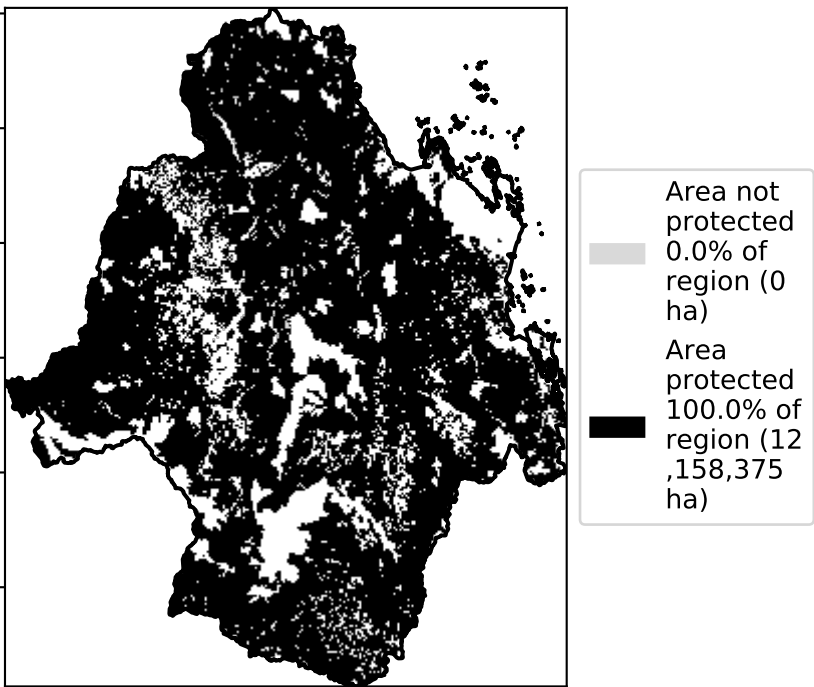 Area not
protected
0.0% of
region (0
ha)
Area
protected
100.0% of
region (12
,158,375
ha)